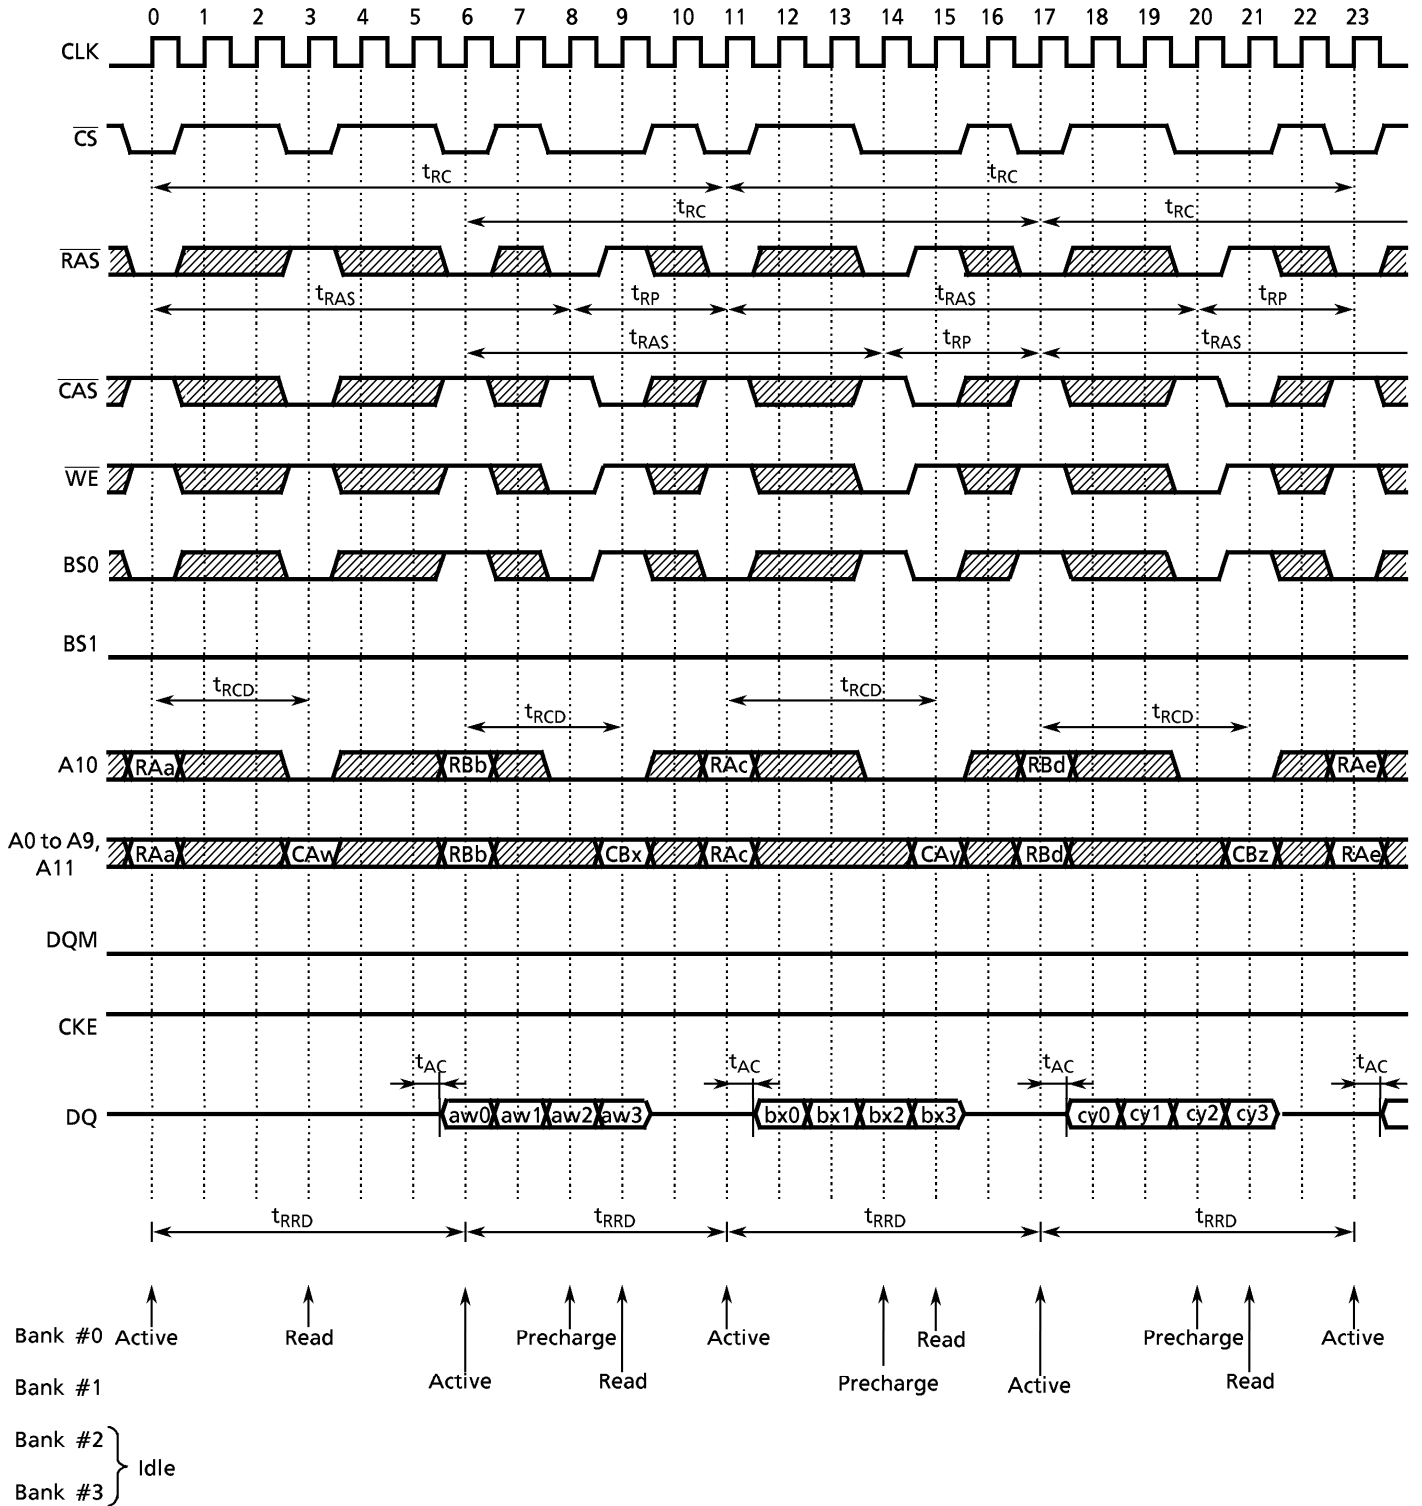 0 1 2 3 4 5 6 7 8 9 10 11 12 13 14 15 16 17 18 19 20 21 22 23
CLK
CS
tRC tRC
tRC tRC
RAS
tRAS tRP tRAS tRP
tRAS tRP tRAS
CAS
WE
BS0
BS1
tRCD tRCD
tRCD tRCD
A10 RAa RBb RAc RBd RAe
A0 to A9,
A11
RAa CAw RBb CBx RAc CAy RBd CBz RAe
DQM
CKE
tAC tAC tAC tAC
DQ aw0 aw1 aw2 aw3 bx0 bx1 bx2 bx3 cy0 cy1 cy2 cy3
tRRD tRRD tRRD tRRD
Bank #0 Active Read Precharge Active Read Precharge Active
Bank #1 Active Read Precharge Active Read
Bank #2
Idle
Bank #3